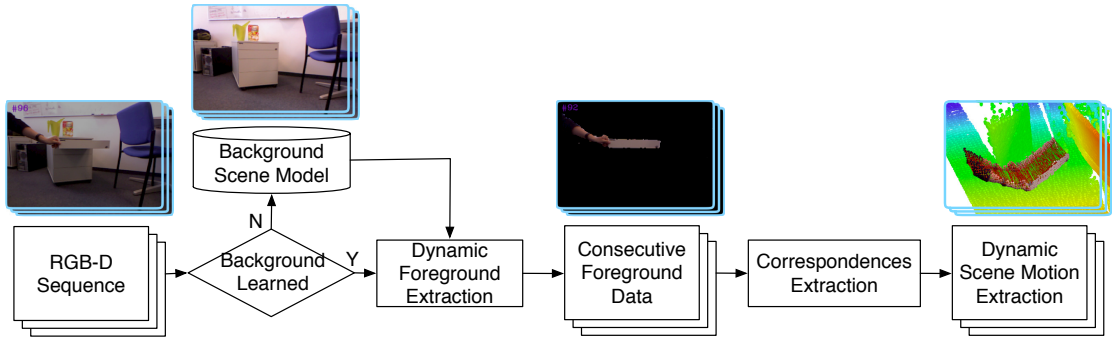 #96
#92
Background
Scene Model
N
Y
RGB-D
Sequence
Background
Learned
Dynamic
Foreground
Extraction
Consecutive
Foreground
Data
Correspondences
Extraction
Dynamic
Scene Motion
Extraction